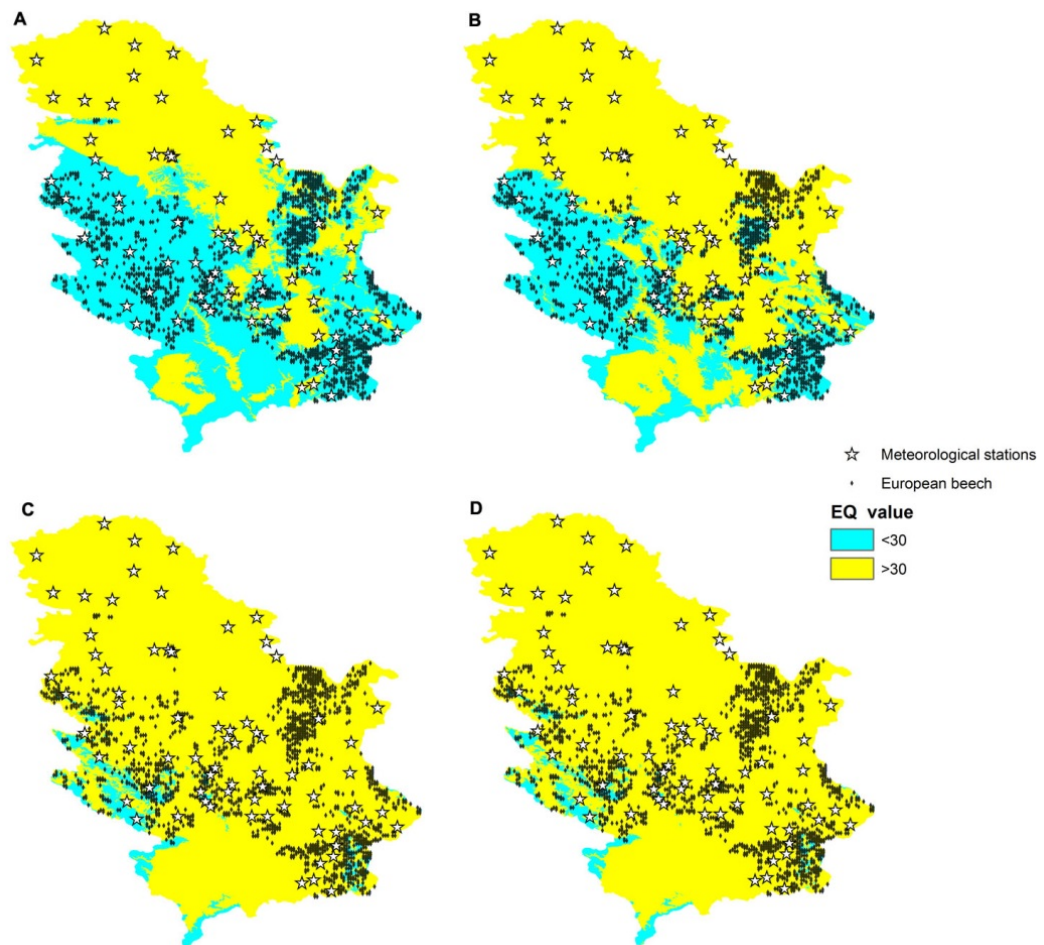 A
B
Meteorological stations
European beech
C
D
EQ value
<30
>30